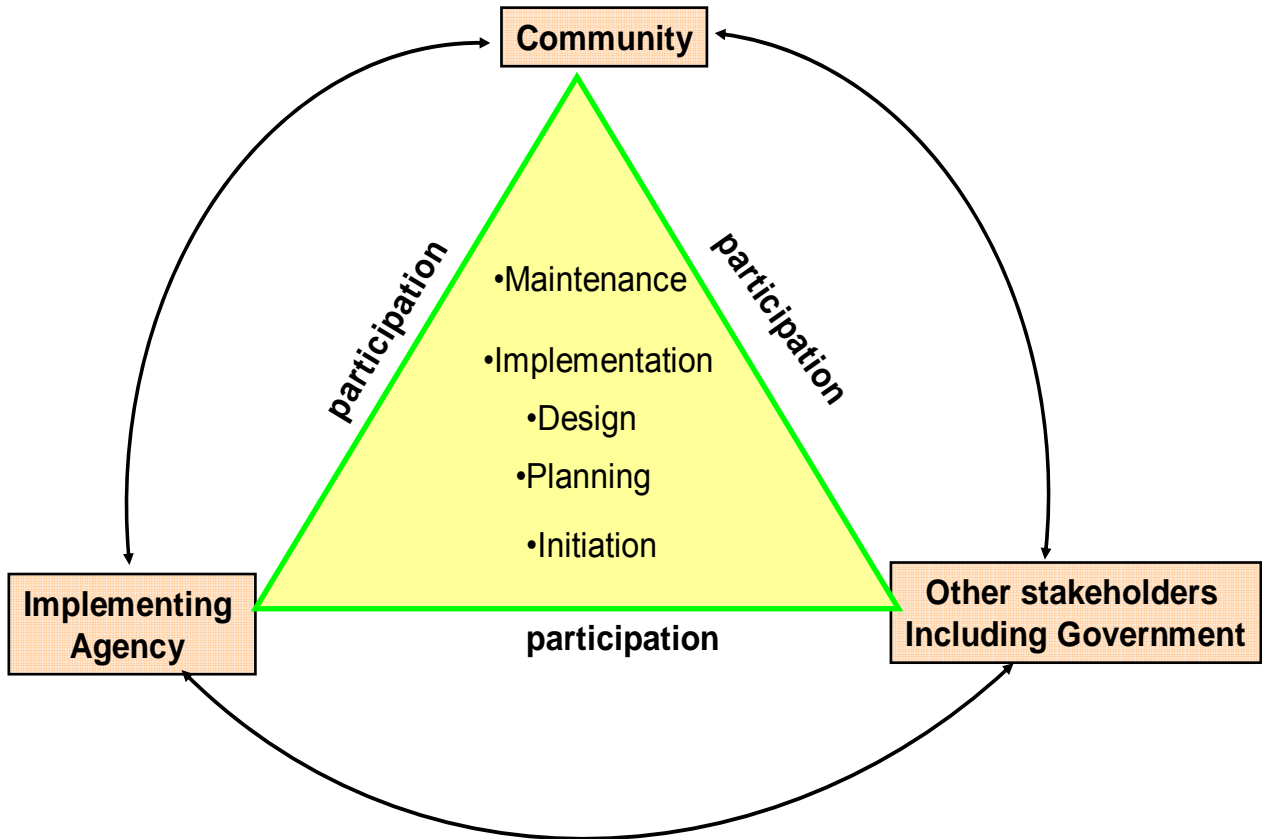 Community
participation
participation
•Maintenance
•Implementation
•Design
•Planning
•Initiation
Implementing
Agency
Other stakeholders
Including Government
participation